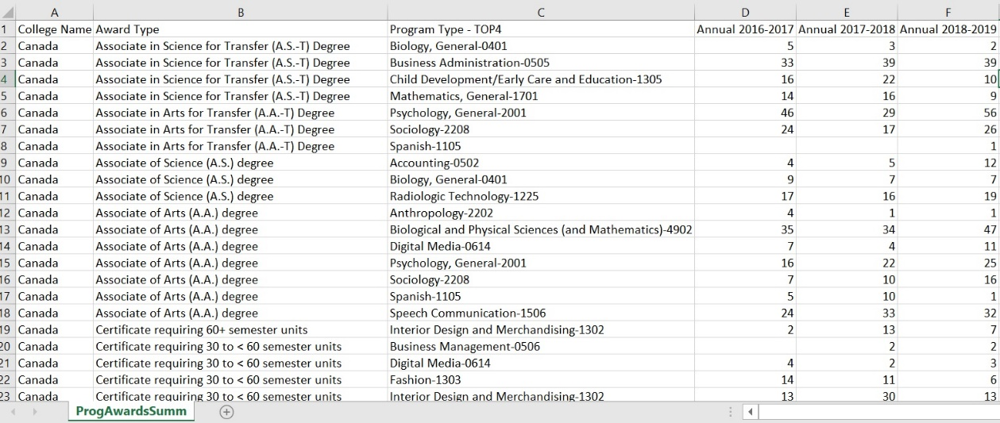 A B C D E F
1 College Name Award Type Program Type - TOP4 Annual 2016-2017 Annual 2017-2018 Annual 2018-2019
2 Canada Associate in Science for Transfer (A.S.-T) Degree Biology, General-0401 5 3 2
3 Canada Associate in Science for Transfer (A.S.-T) Degree Business Administration-0505 33 39 39
4 Canada Associate in Science for Transfer (A.S.-T) Degree Child Development/Early Care and Education-1305 16 22 10
5 Canada Associate in Science for Transfer (A.S.-T) Degree Mathematics, General-1701 14 16 9
6 Canada Associate in Arts for Transfer (A.A.-T) Degree Psychology, General-2001 46 29 56
7 Canada Associate in Arts for Transfer (A.A.-T) Degree Sociology-2208 24 17 26
8 Canada Associate in Arts for Transfer (A.A.-T) Degree Spanish-1105 1
9 Canada Associate of Science (A.S.) degree Accounting-0502 4 5 12
10 Canada Associate of Science (A.S.) degree Biology, General-0401 9 7 7
11 Canada Associate of Science (A.S.) degree Radiologic Technology-1225 17 16 19
12 Canada Associate of Arts (A.A.) degree Anthropology-2202 4 1 1
13 Canada Associate of Arts (A.A.) degree Biological and Physical Sciences (and Mathematics)-4902 35 34 47
14 Canada Associate of Arts (A.A.) degree Digital Media-0614 7 4 11
15 Canada Associate of Arts (A.A.) degree Psychology, General-2001 16 22 25
16 Canada Associate of Arts (A.A.) degree Sociology-2208 7 10 16
17 Canada Associate of Arts (A.A.) degree Spanish-1105 5 10 1
18 Canada Associate of Arts (A.A.) degree Speech Communication-1506 24 33 32
19 Canada Certificate requiring 60+ semester units Interior Design and Merchandising-1302 2 13 7
20 Canada Certificate requiring 30 to < 60 semester units Business Management-0506 2 2
21 Canada Certificate requiring 30 to < 60 semester units Digital Media-0614 4 2 3
22 Canada Certificate requiring 30 to < 60 semester units Fashion-1303 14 11 6
23 Canada Certificate requiring 30 to < 60 semester units Interior Design and Merchandising-1302 13 30 13
ProgAwardsSumm